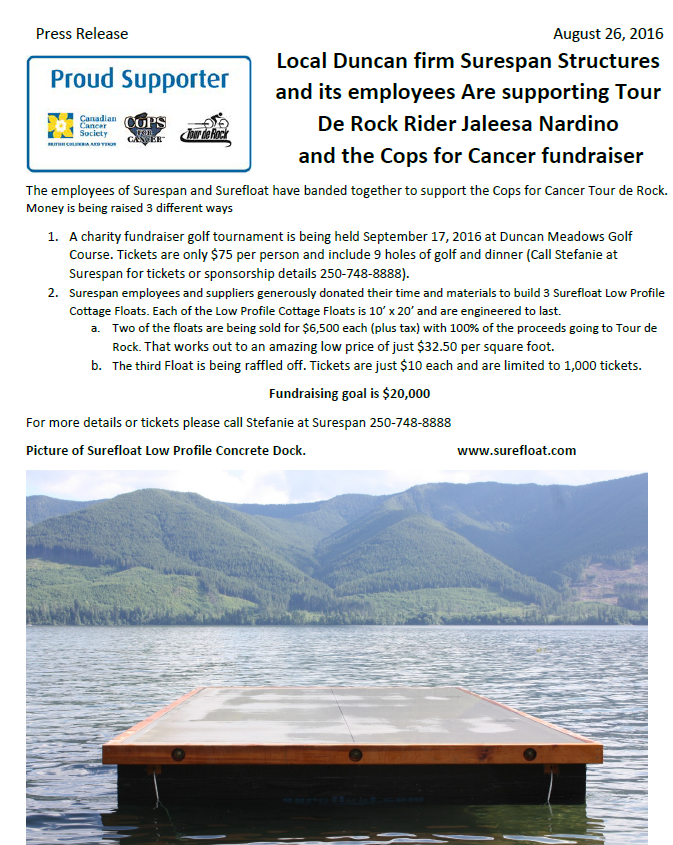 Press Release
August 26, 2016
Proud Supporter
Canadian
Cancer
Society
BRITISH COLUMBIA AND YUKON
COPS
FOR
CANCER
Tour de Rock
Local Duncan firm Surespan Structures
and its employees Are supporting Tour
De Rock Rider Jaleesa Nardino
and the Cops for Cancer fundraiser
The employees of Surespan and Surefloat have banded together to support the Cops for Cancer Tour de Rock.
Money is being raised 3 different ways
1. A charity fundraiser golf tournament is being held September 17, 2016 at Duncan Meadows Golf
Course. Tickets are only $75 per person and include 9 holes of golf and dinner (Call Stefanie at
Surespan for tickets or sponsorship details 250-748-8888).
2. Surespan employees and suppliers generously donated their time and materials to build 3 Surefloat Low Profile
Cottage Floats. Each of the Low Profile Cottage Floats is 10’ x 20’ and are engineered to last.
a. Two of the floats are being sold for $6,500 each (plus tax) with 100% of the proceeds going to Tour de
Rock. That works out to an amazing low price of just $32.50 per square foot.
b. The third Float is being raffled off. Tickets are just $10 each and are limited to 1,000 tickets.
Fundraising goal is $20,000
For more details or tickets please call Stefanie at Surespan 250-748-8888
Picture of Surefloat Low Profile Concrete Dock.
www.surefloat.com